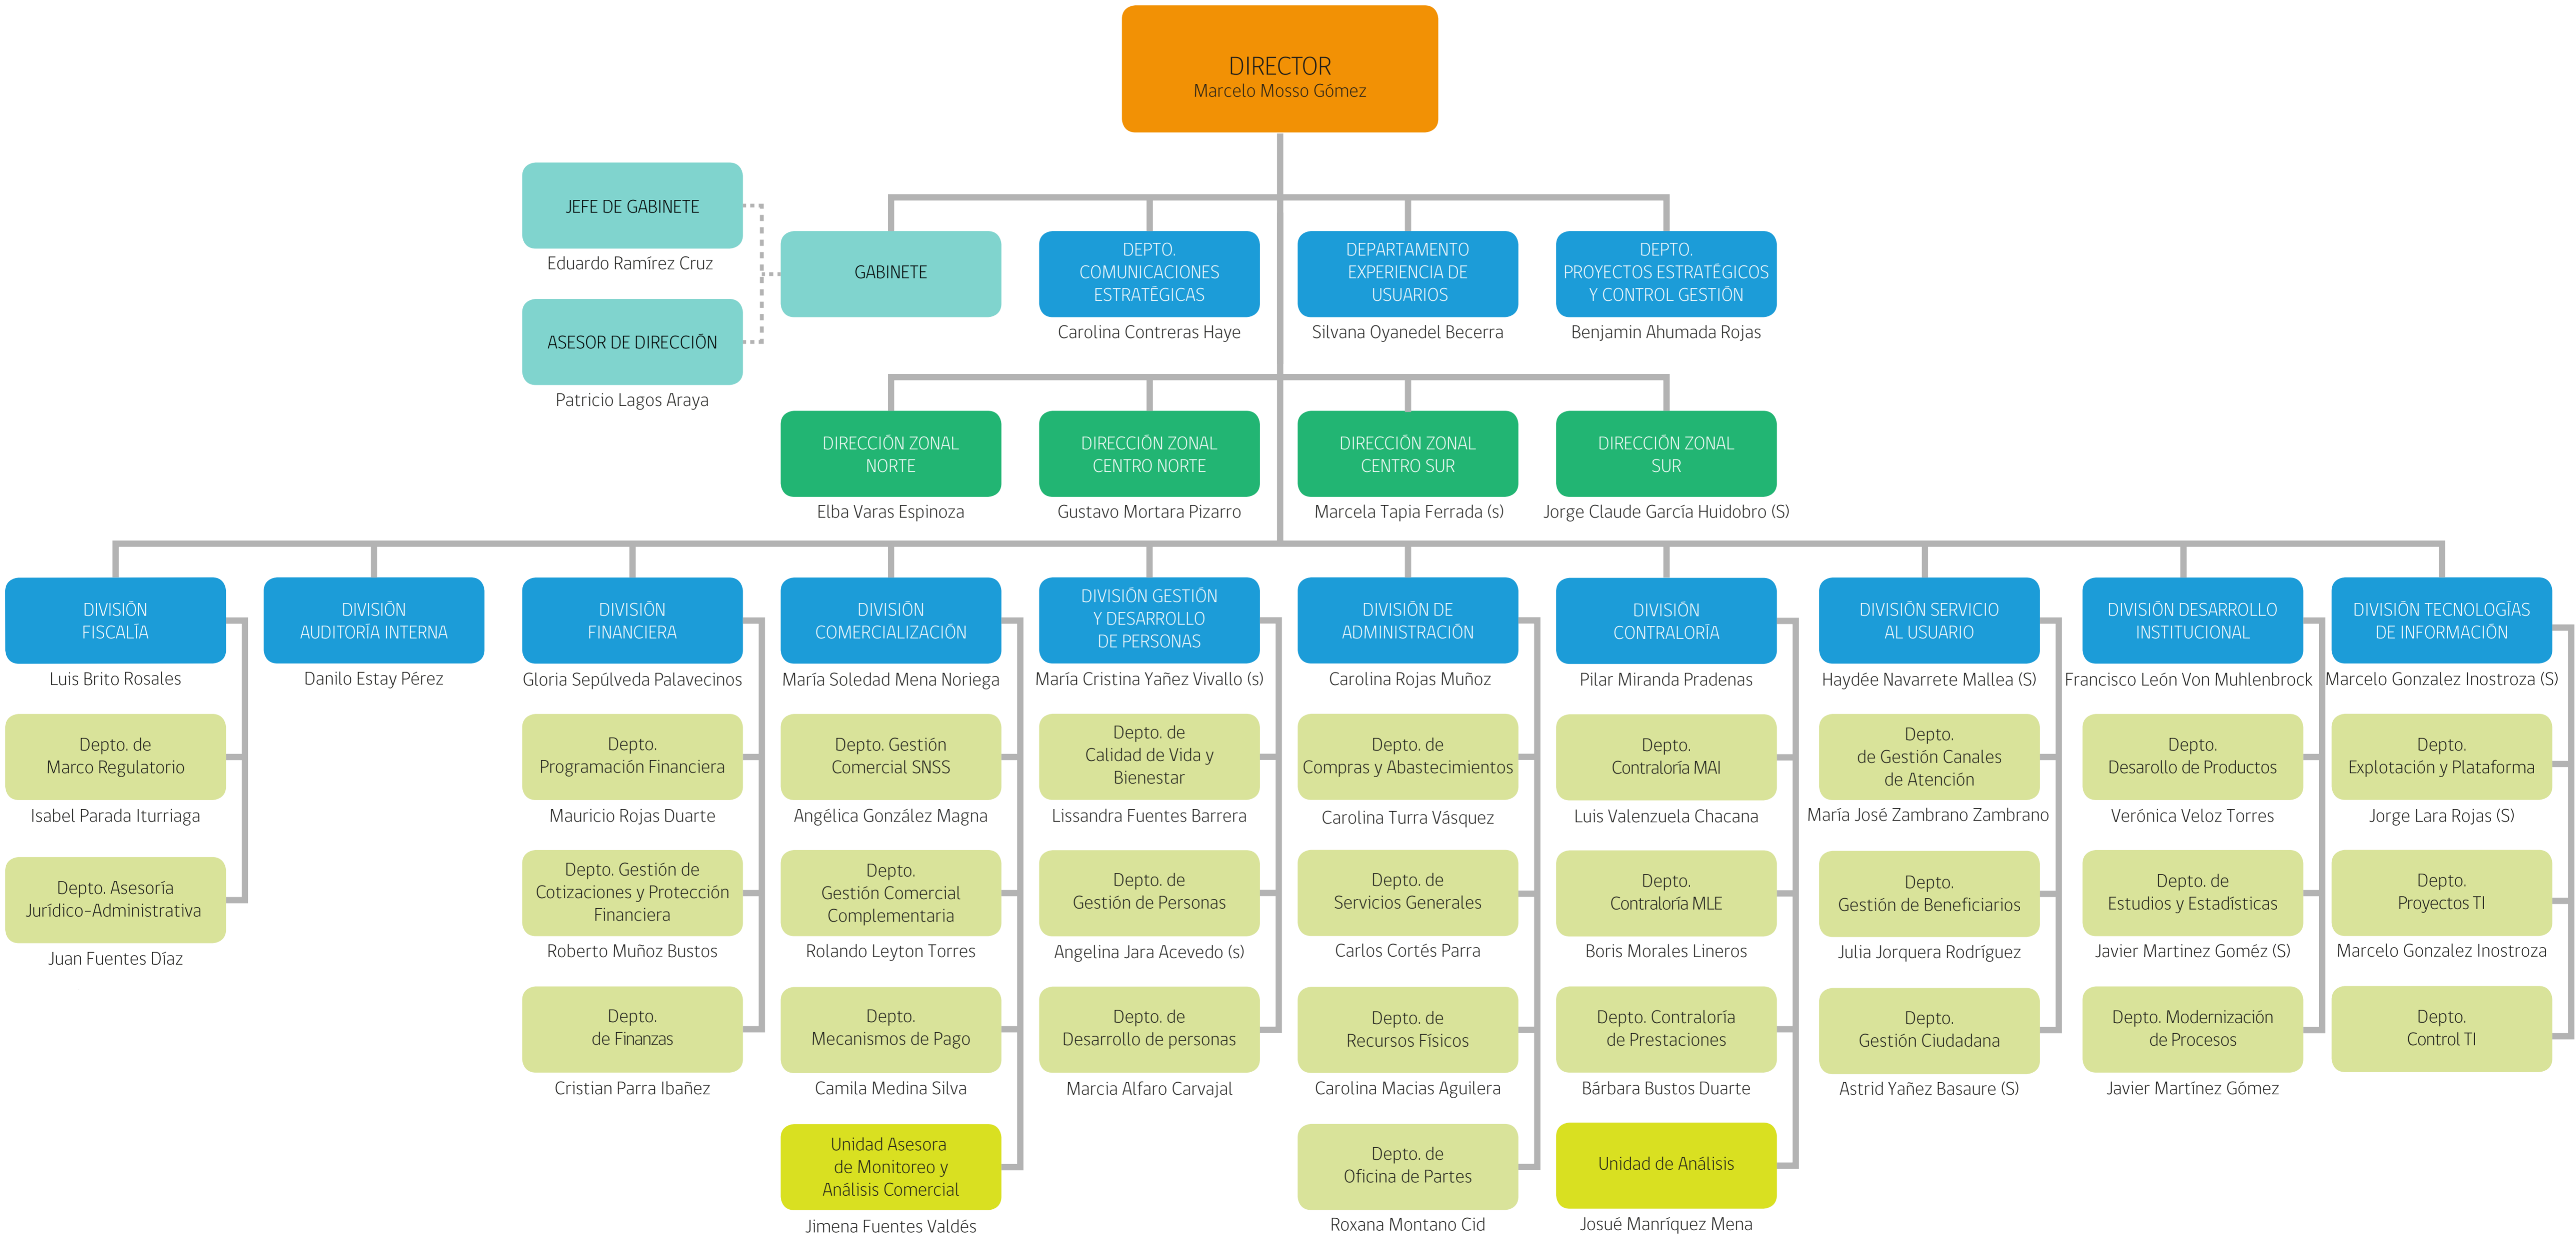 DIRECTOR
Marcelo Mosso Gómez
JEFE DE GABINETE
Eduardo Ramírez Cruz
ASESOR DE DIRECCIÓN
Patricio Lagos Araya
GABINETE
DEPTO.
COMUNICACIONES
ESTRATÉGICAS
Carolina Contreras Haye
DEPARTAMENTO
EXPERIENCIA DE
USUARIOS
Silvana Oyanedel Becerra
DEPTO.
PROYECTOS ESTRATÉGICOS
Y CONTROL GESTIÓN
Benjamin Ahumada Rojas
DIRECCIÓN ZONAL
NORTE
Elba Varas Espinoza
DIRECCIÓN ZONAL
CENTRO NORTE
Gustavo Mortara Pizarro
DIRECCIÓN ZONAL
CENTRO SUR
Marcela Tapia Ferrada (s)
DIRECCIÓN ZONAL
SUR
Jorge Claude García Huidobro (S)
DIVISIÓN
FISCALÍA
Luis Brito Rosales
Depto. de
Marco Regulatorio
Isabel Parada Iturriaga
Depto. Asesoría
Jurídico-Administrativa
Juan Fuentes Díaz
DIVISIÓN
AUDITORÍA INTERNA
Danilo Estay Pérez
DIVISIÓN
FINANCIERA
Gloria Sepúlveda Palavecinos
Depto.
Programación Financiera
Mauricio Rojas Duarte
Depto. Gestión de
Cotizaciones y Protección
Financiera
Roberto Muñoz Bustos
Depto.
de Finanzas
Cristian Parra Ibañez
DIVISIÓN
COMERCIALIZACIÓN
María Soledad Mena Noriega
Depto. Gestión
Comercial SNSS
Angélica González Magna
Depto.
Gestión Comercial
Complementaria
Rolando Leyton Torres
Depto.
Mecanismos de Pago
Camila Medina Silva
Unidad Asesora
de Monitoreo y
Análisis Comercial
Jimena Fuentes Valdés
DIVISIÓN GESTIÓN
Y DESARROLLO
DE PERSONAS
María Cristina Yañez Vivallo (s)
Depto. de
Calidad de Vida y
Bienestar
Lissandra Fuentes Barrera
Depto. de
Gestión de Personas
Angelina Jara Acevedo (s)
Depto. de
Desarrollo de personas
Marcia Alfaro Carvajal
DIVISIÓN DE
ADMINISTRACIÓN
Carolina Rojas Muñoz
Depto. de
Compras y Abastecimientos
Carolina Turra Vásquez
Depto. de
Servicios Generales
Carlos Cortés Parra
Depto. de
Recursos Físicos
Carolina Macias Aguilera
Depto. de
Oficina de Partes
Roxana Montano Cid
DIVISIÓN
CONTRALORÍA
Pilar Miranda Pradenas
Depto.
Contraloría MAI
Luis Valenzuela Chacana
Depto.
Contraloría MLE
Boris Morales Lineros
Depto. Contraloría
de Prestaciones
Bárbara Bustos Duarte
Unidad de Análisis
Josué Manríquez Mena
DIVISIÓN SERVICIO
AL USUARIO
Haydée Navarrete Mallea (S)
Depto.
de Gestión Canales
de Atención
María José Zambrano Zambrano
Depto.
Gestión de Beneficiarios
Julia Jorquera Rodríguez
Depto.
Gestión Ciudadana
Astrid Yañez Basaure (S)
DIVISIÓN DESARROLLO
INSTITUCIONAL
Francisco León Von Muhlenbrock
Depto.
Desarollo de Productos
Verónica Veloz Torres
Depto. de
Estudios y Estadísticas
Javier Martinez Goméz (S)
Depto. Modernización
de Procesos
Javier Martínez Gómez
DIVISIÓN TECNOLOGÍAS
DE INFORMACIÓN
Marcelo Gonzalez Inostroza (S)
Depto.
Explotación y Plataforma
Jorge Lara Rojas (S)
Depto.
Proyectos TI
Marcelo Gonzalez Inostroza
Depto.
Control TI